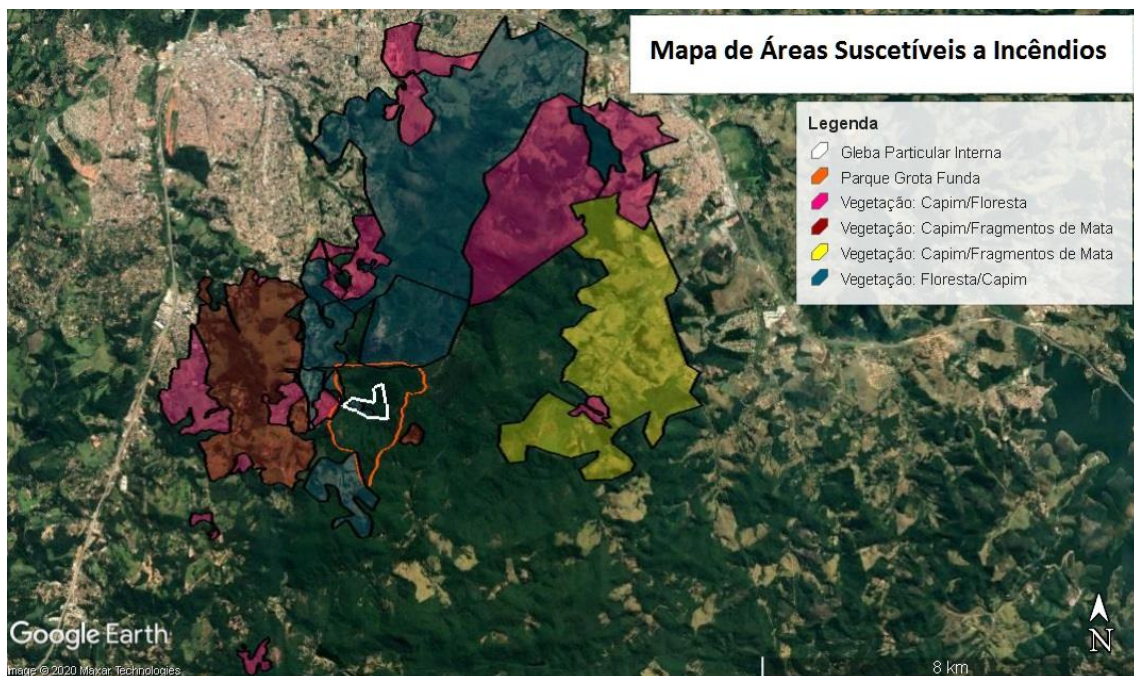 Mapa de Áreas Suscetíveis a Incêndios
Legenda
Gleba Particular Interna
Parque Grota Funda
Vegetação: Capim/Floresta
Vegetação: Capim/Fragmentos de Mata
Vegetação: Capim/Fragmentos de Mata
Vegetação: Floresta/Capim
Google Earth
Image © 2020 Maxar Technologies
N
8 km